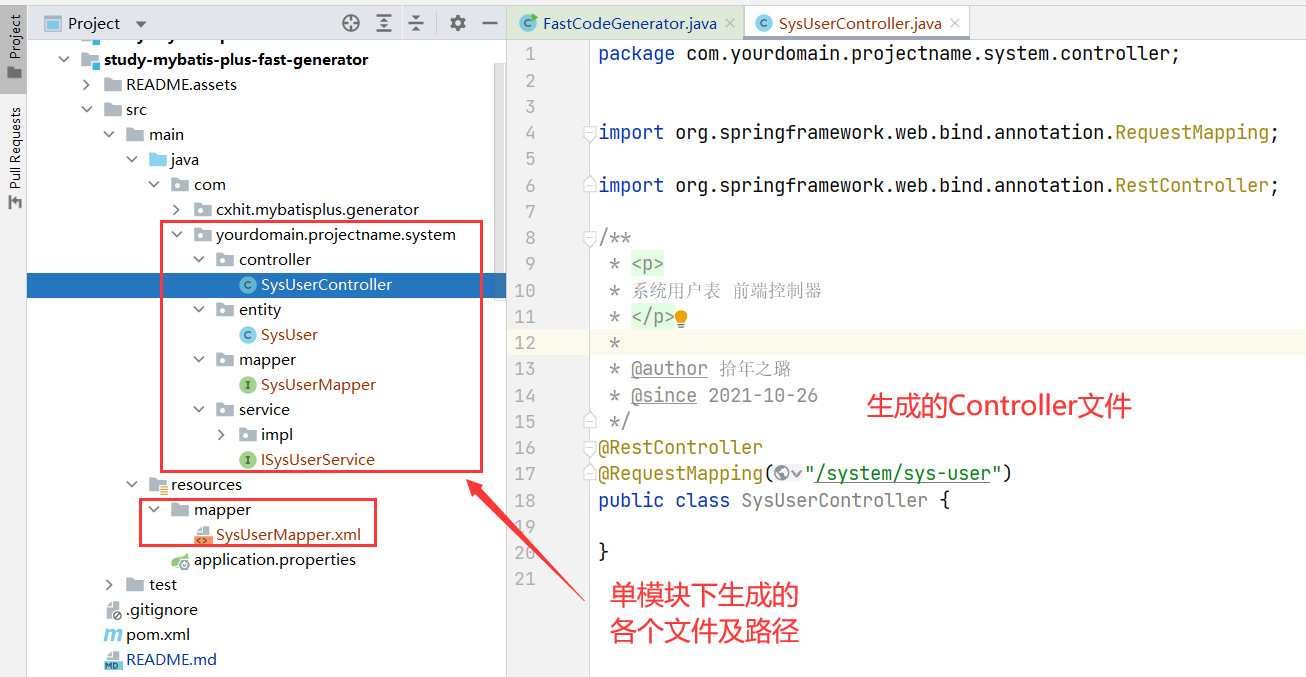 Project
Pull Requests
Project
study-mybatis-plus-fast-generator
README.assets
src
main
java
com
cxhit.mybatisplus.generator
yourdomain.projectname.system
controller
SysUserController
entity
SysUser
mapper
SysUserMapper
service
impl
ISysUserService
resources
mapper
SysUserMapper.xml
application.properties
test
.gitignore
pom.xml
README.md
FastCodeGenerator.java
SysUserController.java
1 package com.yourdomain.projectname.system.controller;
2
3
4 import org.springframework.web.bind.annotation.RequestMapping;
5
6 import org.springframework.web.bind.annotation.RestController;
7
8 /**
9 * <p>
10 * 系统用户表 前端控制器
11 * </p>
12 *
13 * @author 拾年之璐
14 * @since 2021-10-26
15 */
16 @RestController
17 @RequestMapping("/system/sys-user")
18 public class SysUserController {
19
20 }
21
生成的Controller文件
单模块下生成的
各个文件及路径